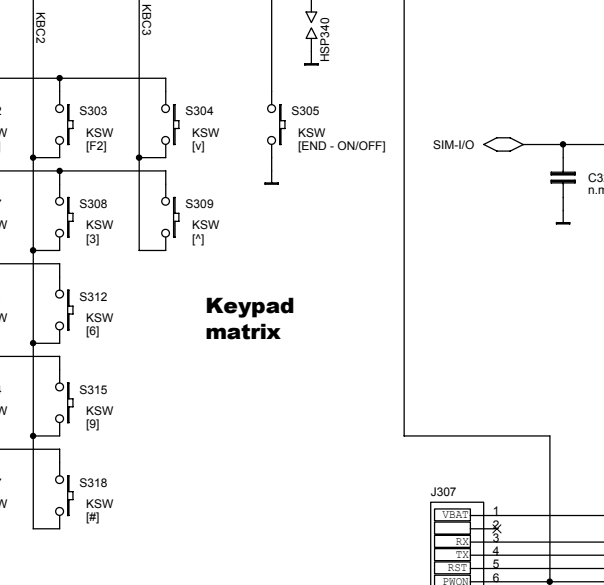 KBC2
KBC3
HSP340
S303
KSW
[F2]
S304
KSW
[v]
S305
KSW
[END - ON/OFF]
SIM-I/O
S308
KSW
[3]
S309
KSW
[^]
S312
KSW
[6]
Keypad
matrix
S315
KSW
[9]
S318
KSW
[#]
J307
VBAT 1
2
RX 3
TX 4
RST 5
PWON 6